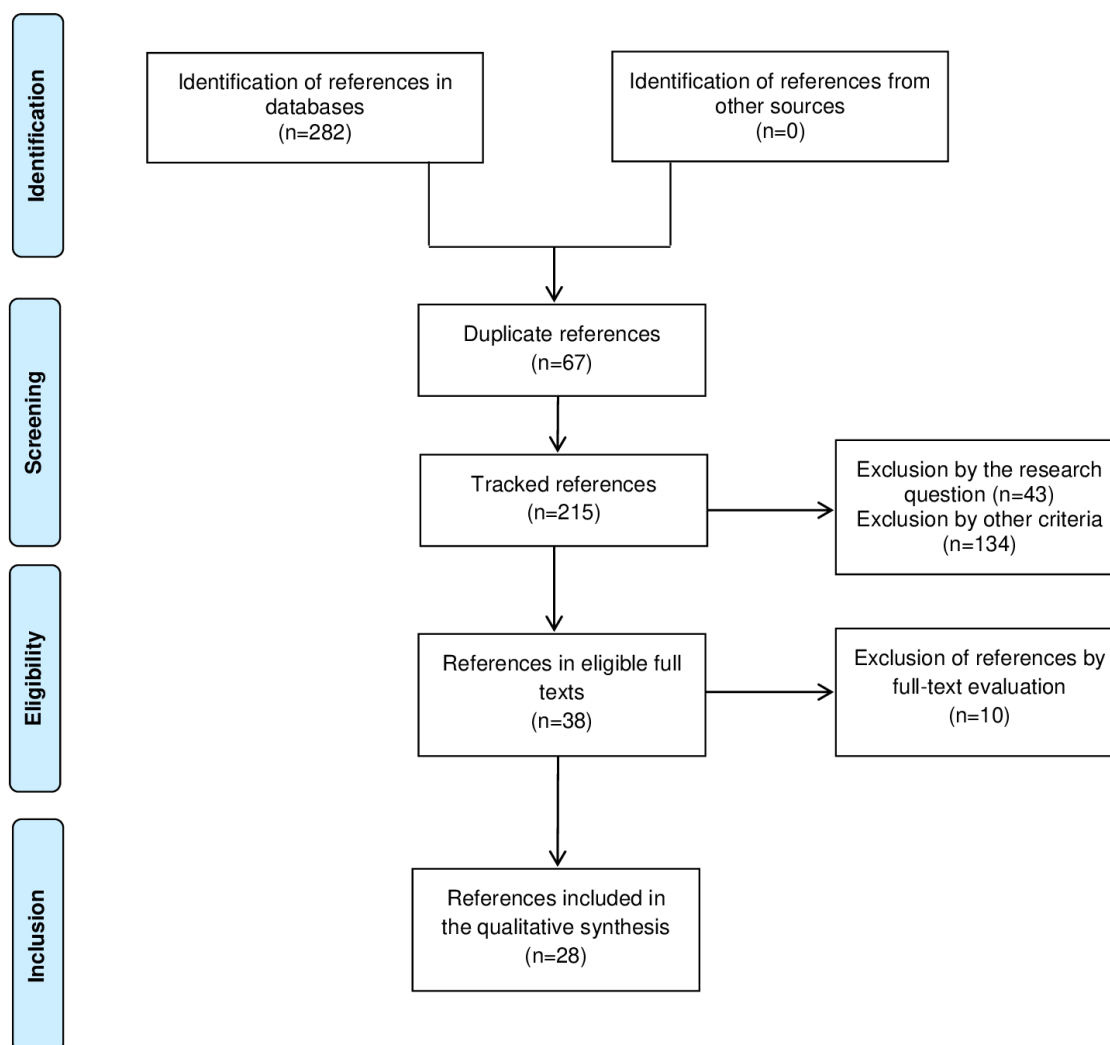 Identification
Identification of references in
databases
(n=282)
Identification of references from
other sources
(n=0)
Screening
Duplicate references
(n=67)
Tracked references
(n=215)
Exclusion by the research
question (n=43)
Exclusion by other criteria
(n=134)
Eligibility
References in eligible full
texts
(n=38)
Exclusion of references by
full-text evaluation
(n=10)
Inclusion
References included in
the qualitative synthesis
(n=28)